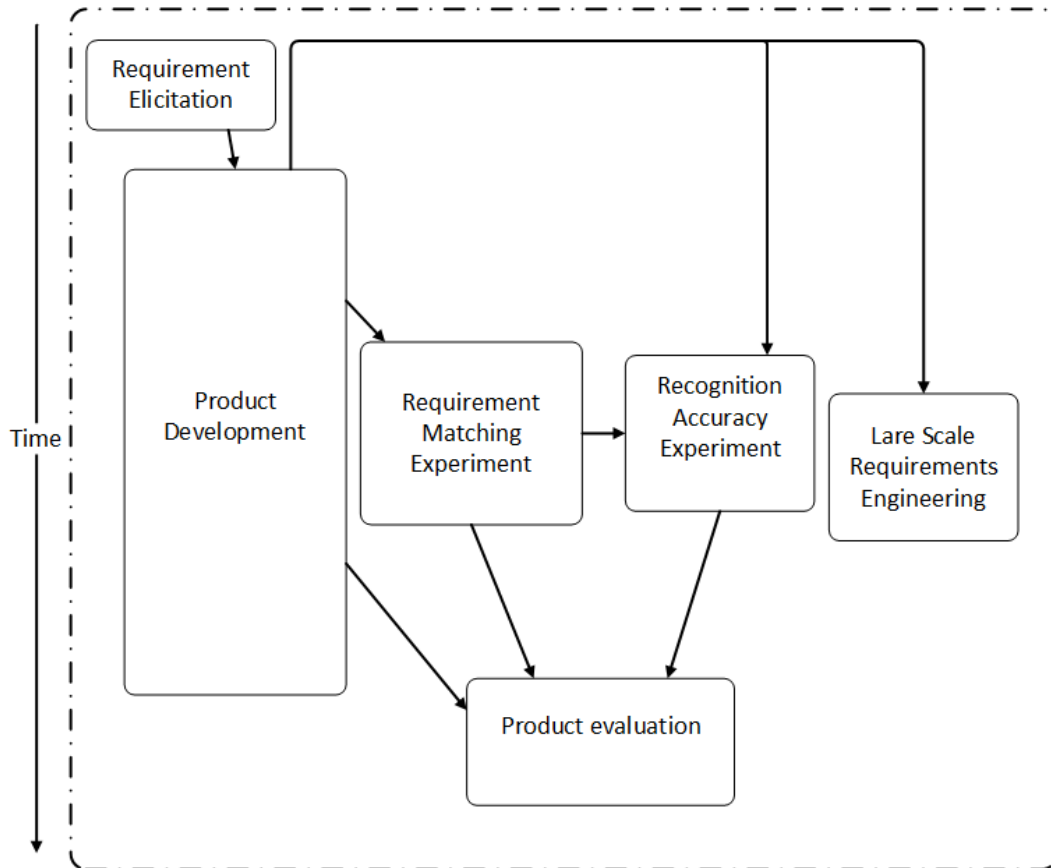 Requirement
Elicitation
Time
Product
Development
Requirement
Matching
Experiment
Recognition
Accuracy
Experiment
Lare Scale
Requirements
Engineering
Product evaluation